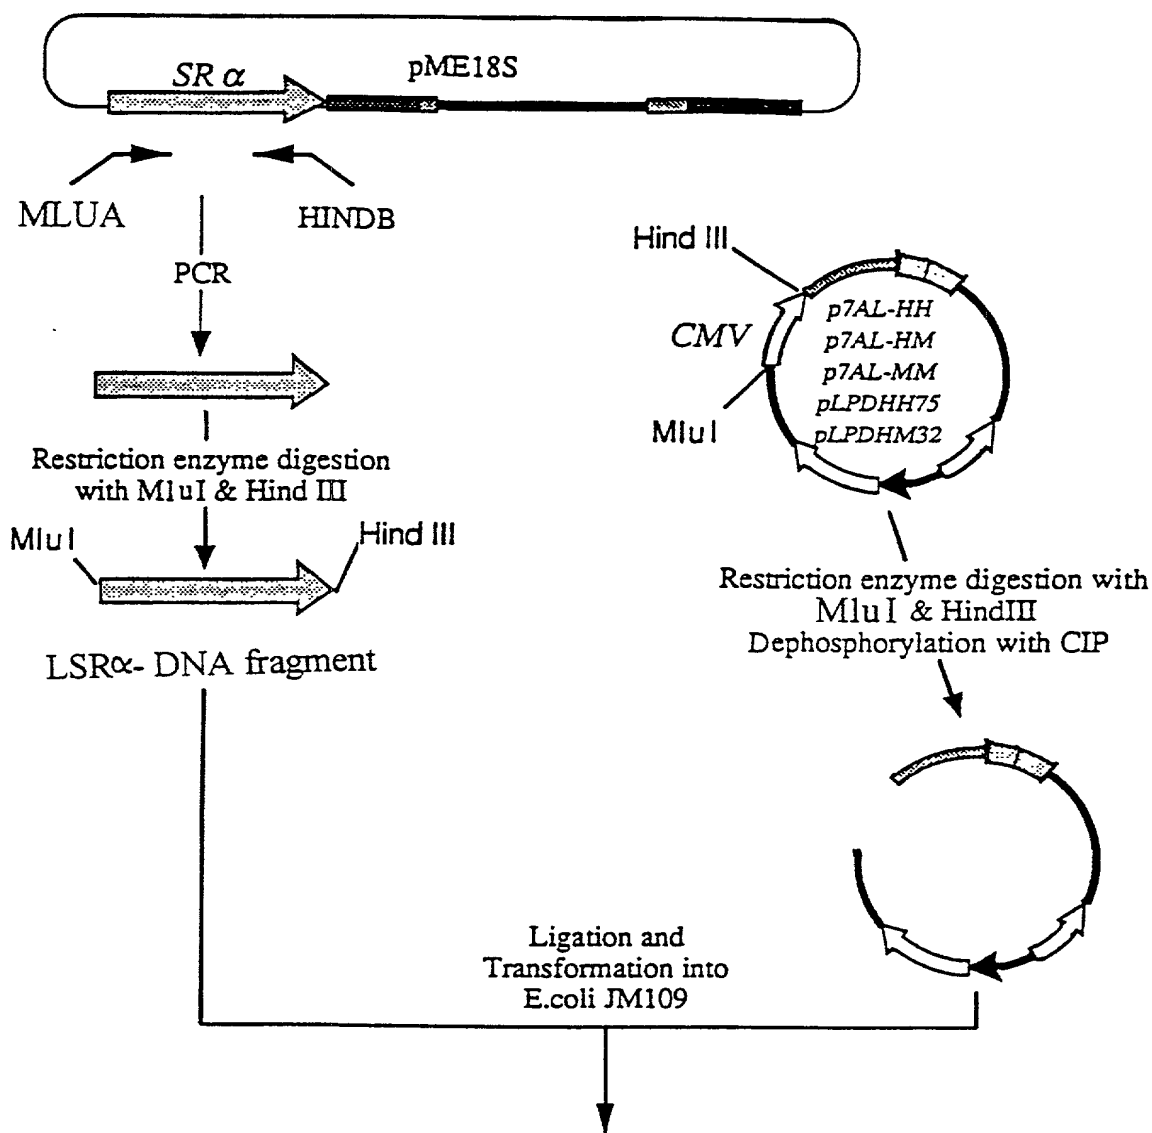 SR α
pME18S
MLUA
HINDB
PCR
Restriction enzyme digestion
with MluI & Hind III
MluI
Hind III
LSRα- DNA fragment
Hind III
CMV
MluI
p7AL-HH
p7AL-HM
p7AL-MM
pLPDHH75
pLPDHM32
Restriction enzyme digestion with
MluI & HindIII
Dephosphorylation with CIP
Ligation and
Transformation into
E.coli JM109